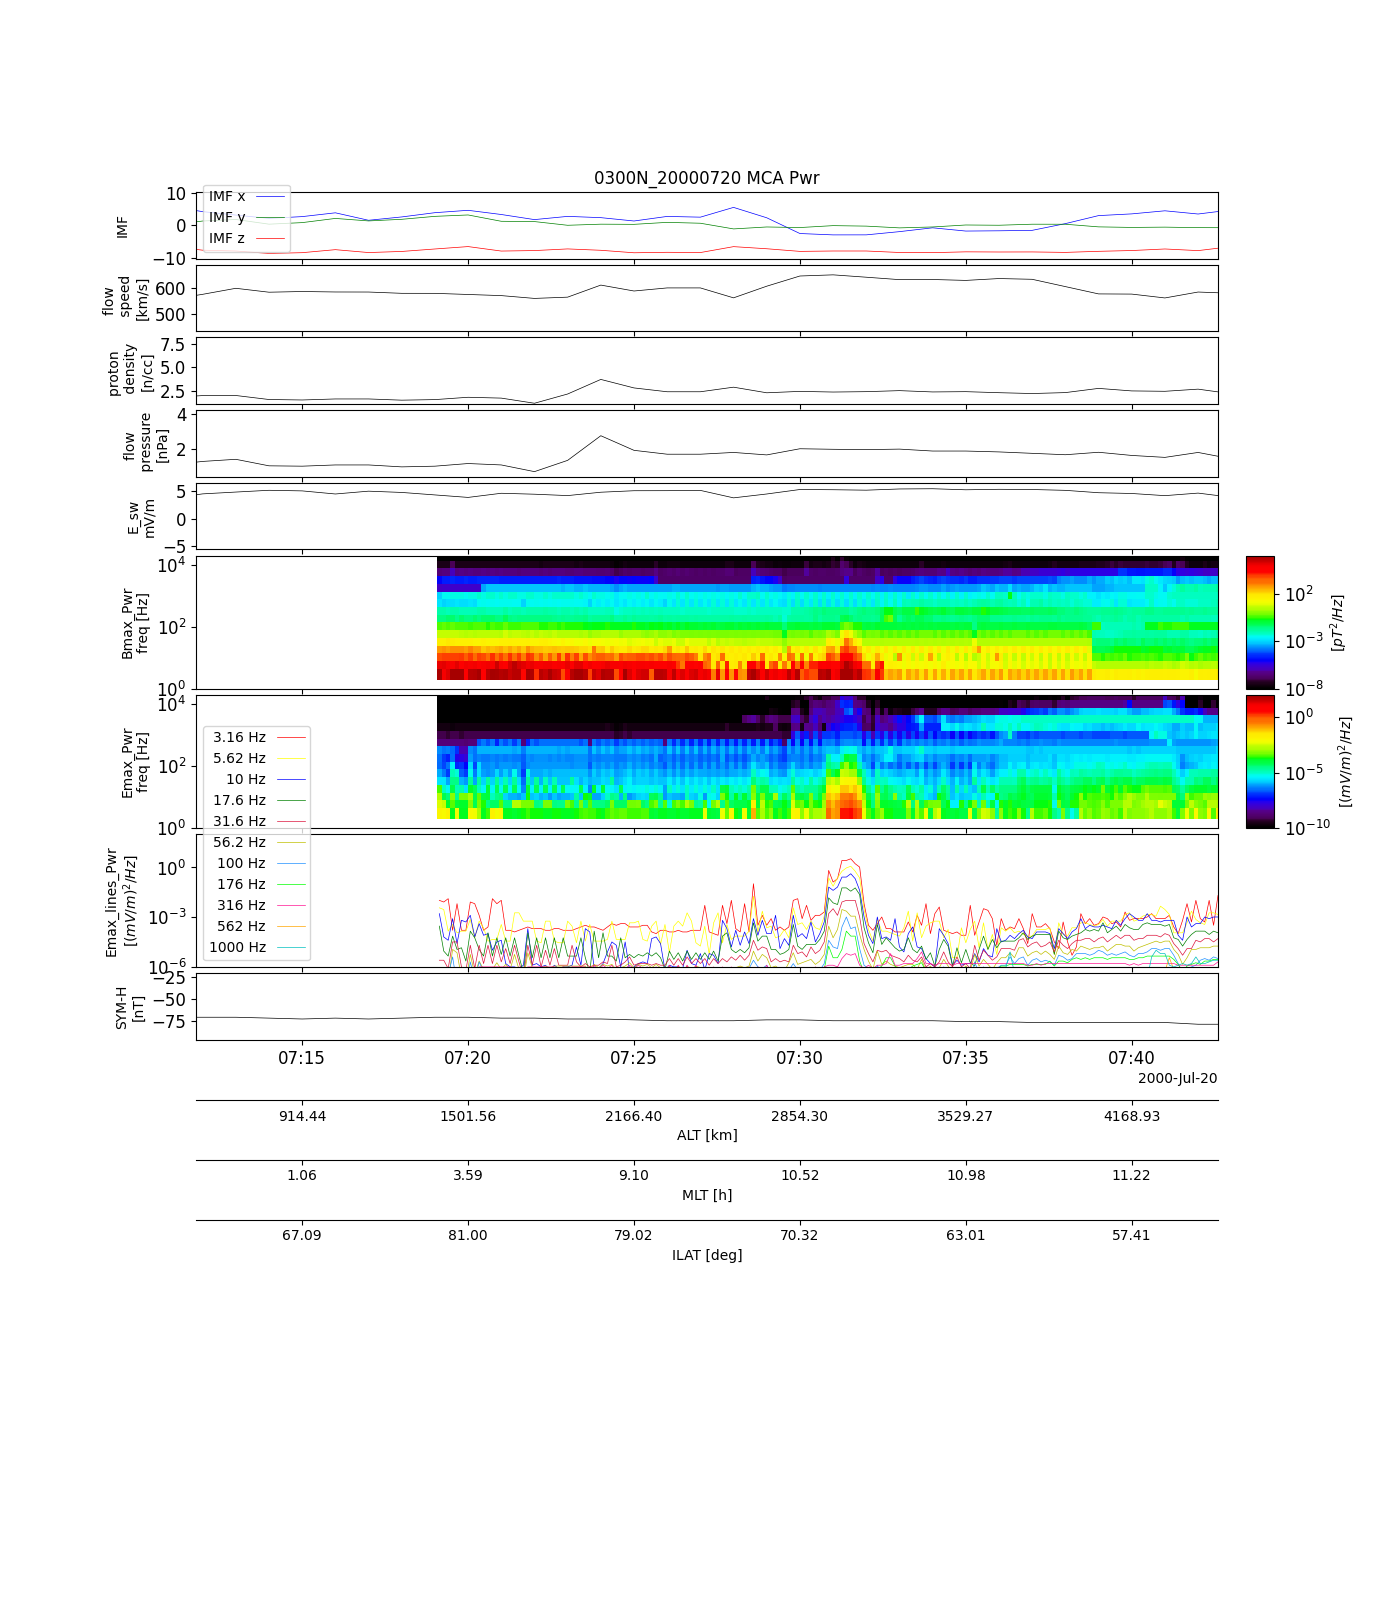 0300N_20000720 MCA Pwr
10
0
−10
IMF
IMF x
IMF y
IMF z
600
500
flow
speed
[km/s]
7.5
5.0
2.5
proton
density
[n/cc]
4
2
flow
pressure
[nPa]
5
0
−5
E_sw
mV/m
10^4
10^2
10^0
Bmax_Pwr
freq [Hz]
10^2
10^−3
10^−8
[pT^2/Hz]
10^4
10^2
10^0
Emax_Pwr
freq [Hz]
10^0
10^−5
10^−10
[(mV/m)^2/Hz]
3.16 Hz
5.62 Hz
10 Hz
17.6 Hz
31.6 Hz
56.2 Hz
100 Hz
176 Hz
316 Hz
562 Hz
1000 Hz
10^0
10^−3
10^−6
Emax_lines_Pwr
[(mV/m)^2/Hz]
−25
−50
−75
SYM-H
[nT]
07:15 07:20 07:25 07:30 07:35 07:40
2000-Jul-20
914.44 1501.56 2166.40 2854.30 3529.27 4168.93
ALT [km]
1.06 3.59 9.10 10.52 10.98 11.22
MLT [h]
67.09 81.00 79.02 70.32 63.01 57.41
ILAT [deg]